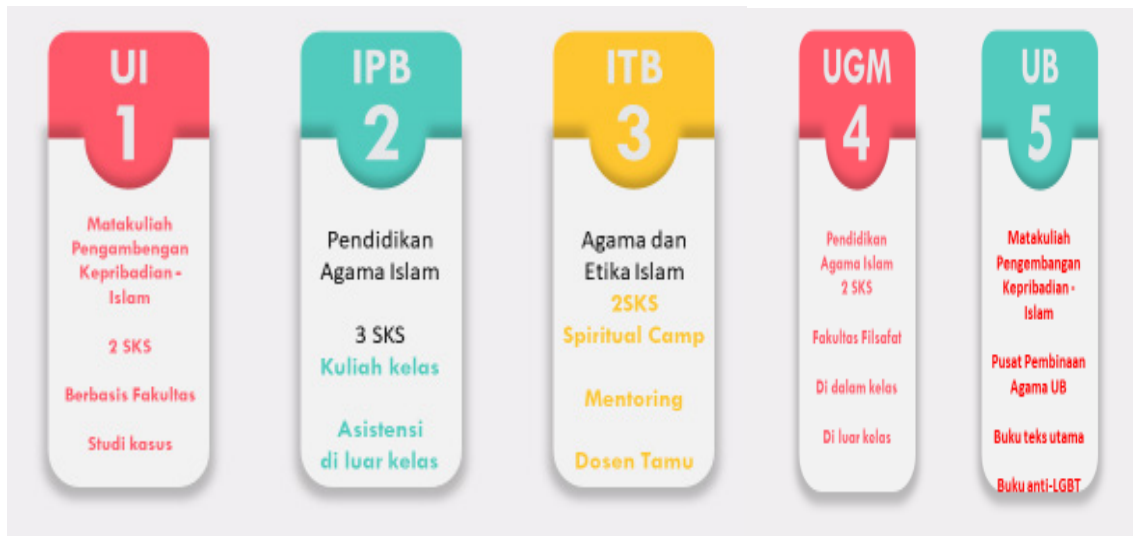 UI
1
Matakuliah
Pengambengan
Kepribadian -
Islam
2 SKS
Berbasis Fakultas
Studi kasus
IPB
2
Pendidikan
Agama Islam
3 SKS
Kuliah kelas
Asistensi
di luar kelas
ITB
3
Agama dan
Etika Islam
2SKS
Spiritual Camp
Mentoring
Dosen Tamu
UGM
4
Pendidikan
Agama Islam
2 SKS
Fakultas Filsafat
Di dalam kelas
Di luar kelas
UB
5
Matakuliah
Pengembangan
Kepribadian -
Islam
Pusat Pembinaan
Agama UB
Buku teks utama
Buku anti-LGBT